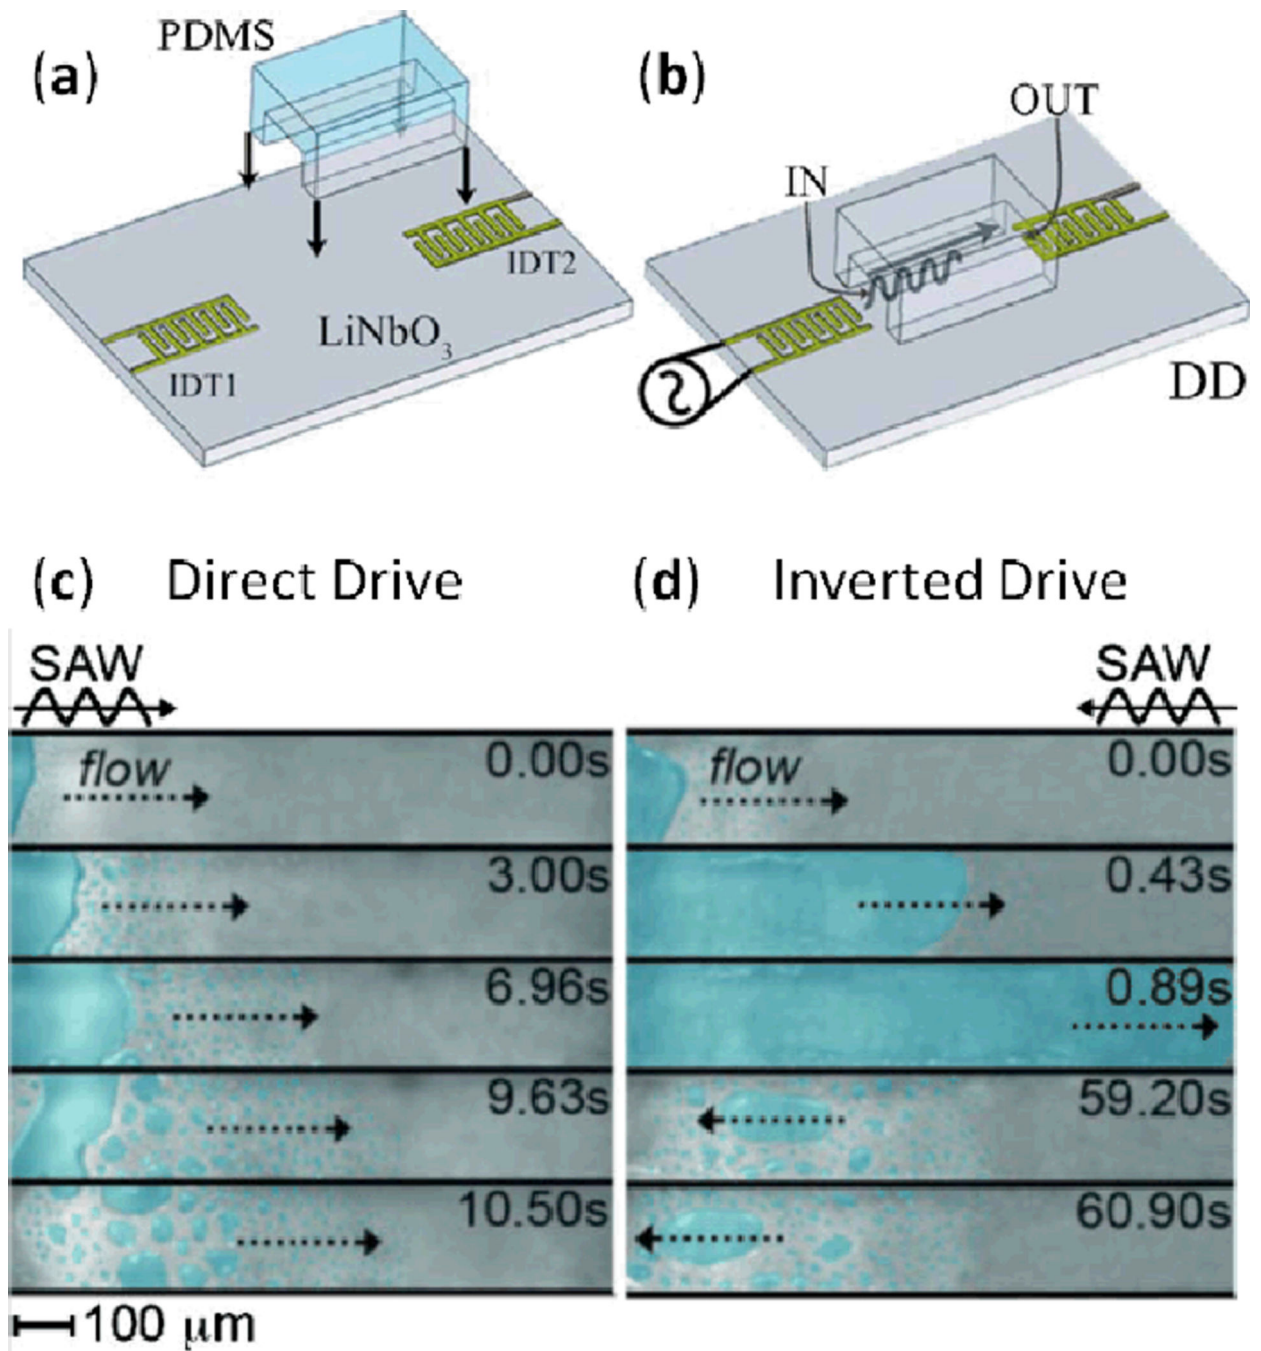 (a)
PDMS
IDT1
IDT2
LiNbO₃
(b)
IN
OUT
DD
(c) Direct Drive
SAW
flow
0.00s
3.00s
6.96s
9.63s
10.50s
100 μm
(d) Inverted Drive
SAW
flow
0.00s
0.43s
0.89s
59.20s
60.90s